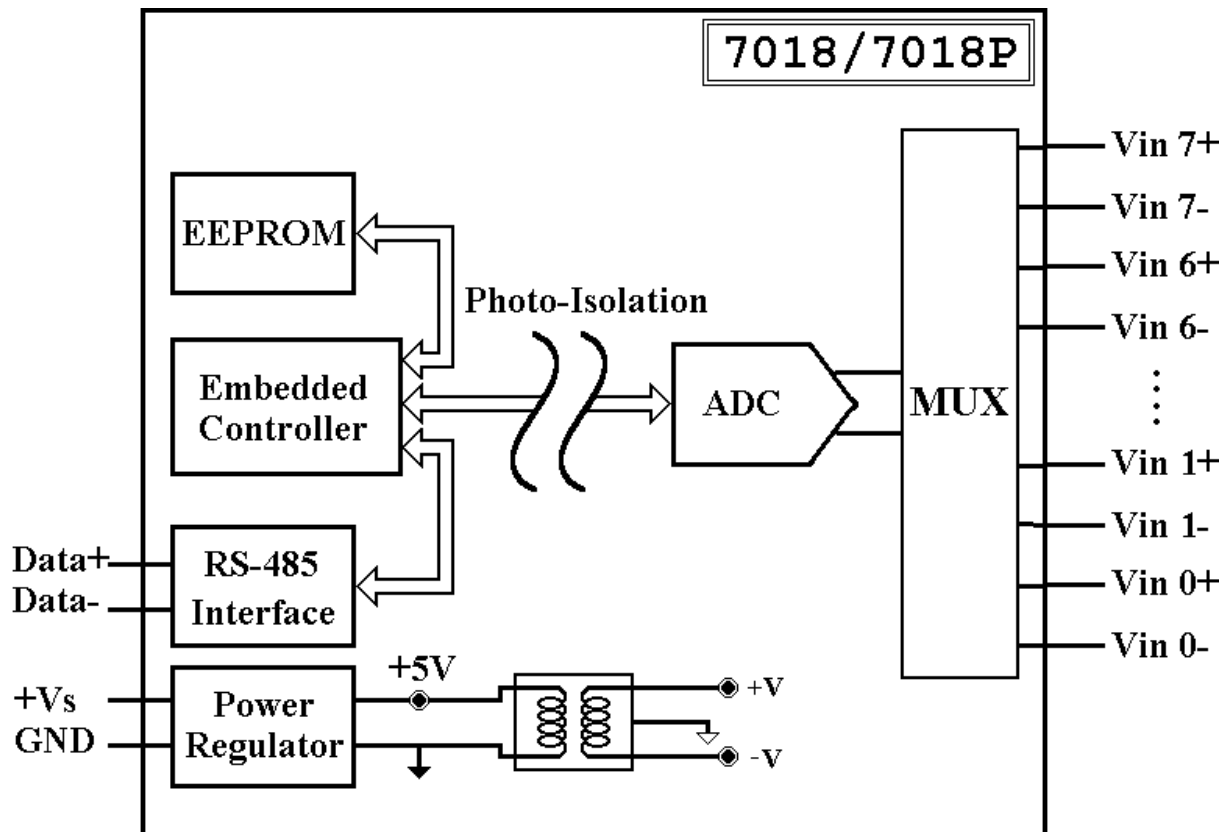 7018/7018P
Vin 7+
Vin 7-
Vin 6+
Vin 6-
Vin 1+
Vin 1-
Vin 0+
Vin 0-
EEPROM
Photo-Isolation
Embedded
Controller
ADC
MUX
Data+
Data-
RS-485
Interface
+Vs
GND
Power
Regulator
+5V
+V
-V